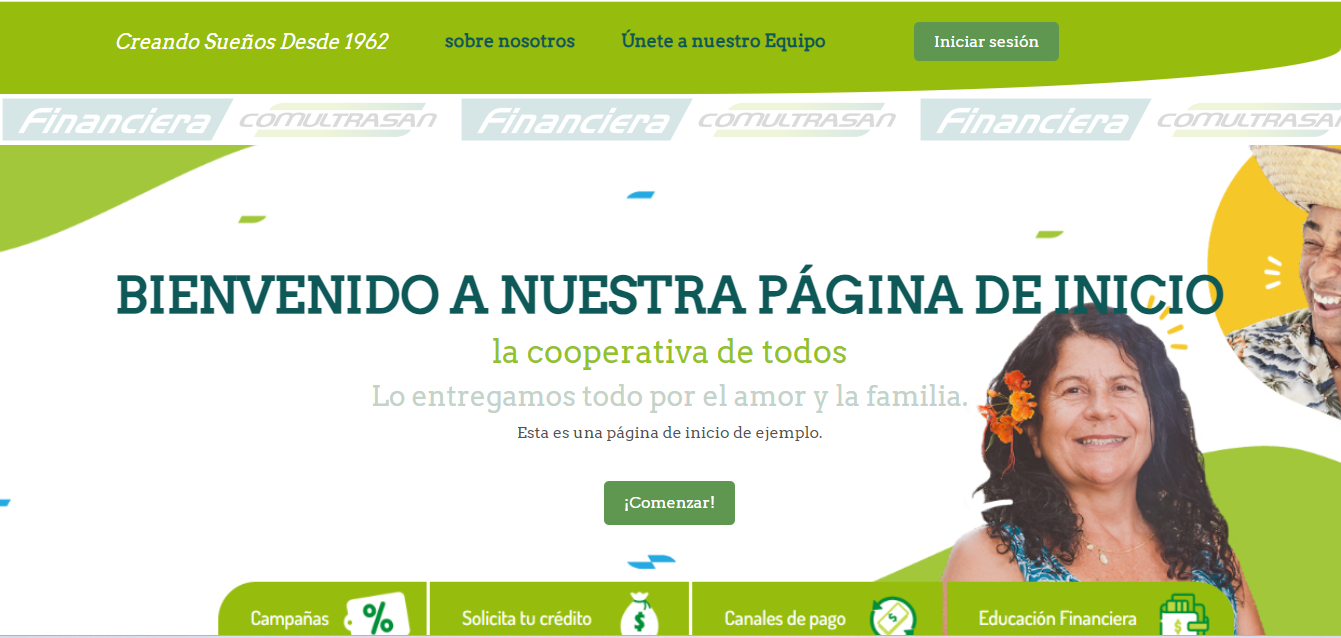 Creando Sueños Desde 1962 sobre nosotros Únete a nuestro Equipo Iniciar sesión
Financiera COMULTRASAN Financiera COMULTRASAN Financiera COMULTRASAN
BIENVENIDO A NUESTRA PÁGINA DE INICIO
la cooperativa de todos
Lo entregamos todo por el amor y la familia.
Esta es una página de inicio de ejemplo.
¡Comenzar!
Campañas % Solicita tu crédito $ Canales de pago $ Educación Financiera $